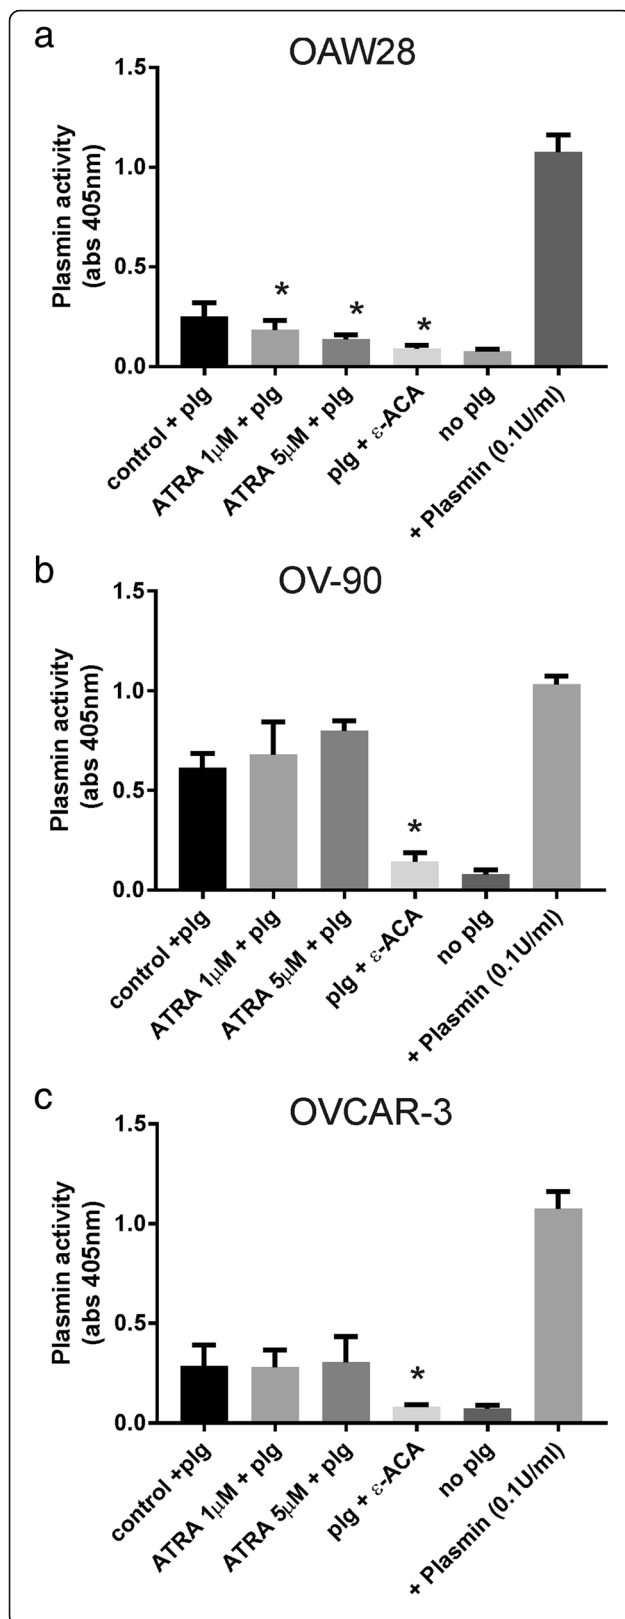 a
OAW28
Plasmin activity
(abs 405nm)
1.5
1.0
0.5
0.0
*
*
*
control + plg
ATRA 1μM + plg
ATRA 5μM + plg
plg + ε-ACA
no plg
+ Plasmin (0.1U/ml)
b
OV-90
Plasmin activity
(abs 405nm)
1.5
1.0
0.5
0.0
*
control +plg
ATRA 1μM + plg
ATRA 5μM + plg
plg + ε-ACA
no plg
+ Plasmin (0.1U/ml)
c
OVCAR-3
Plasmin activity
(abs 405nm)
1.5
1.0
0.5
0.0
*
control +plg
ATRA 1μM + plg
ATRA 5μM + plg
plg + ε-ACA
no plg
+ Plasmin (0.1U/ml)